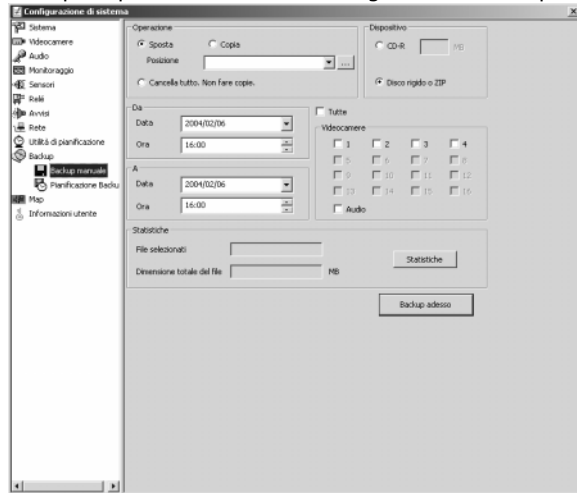 Configurazione di sistema
Sistema
Videocamere
Audio
Monitoraggio
Sensori
Relé
Avvisi
Rete
Utilità di pianificazione
Backup
Backup manuale
Pianificazione Backu
Map
Informazioni utente
Operazione
Sposta
Copia
Posizione
...
Cancella tutto. Non fare copie.
Dispositivo
CD-R
MB
Disco rigido o ZIP
Da
Data
2004/02/06
Ora
16:00
A
Data
2004/02/06
Ora
16:00
Tutte
Videocamere
1 2 3 4
5 6 7 8
9 10 11 12
13 14 15 16
Audio
Statistiche
File selezionati
Dimensione totale del file
MB
Statistiche
Backup adesso